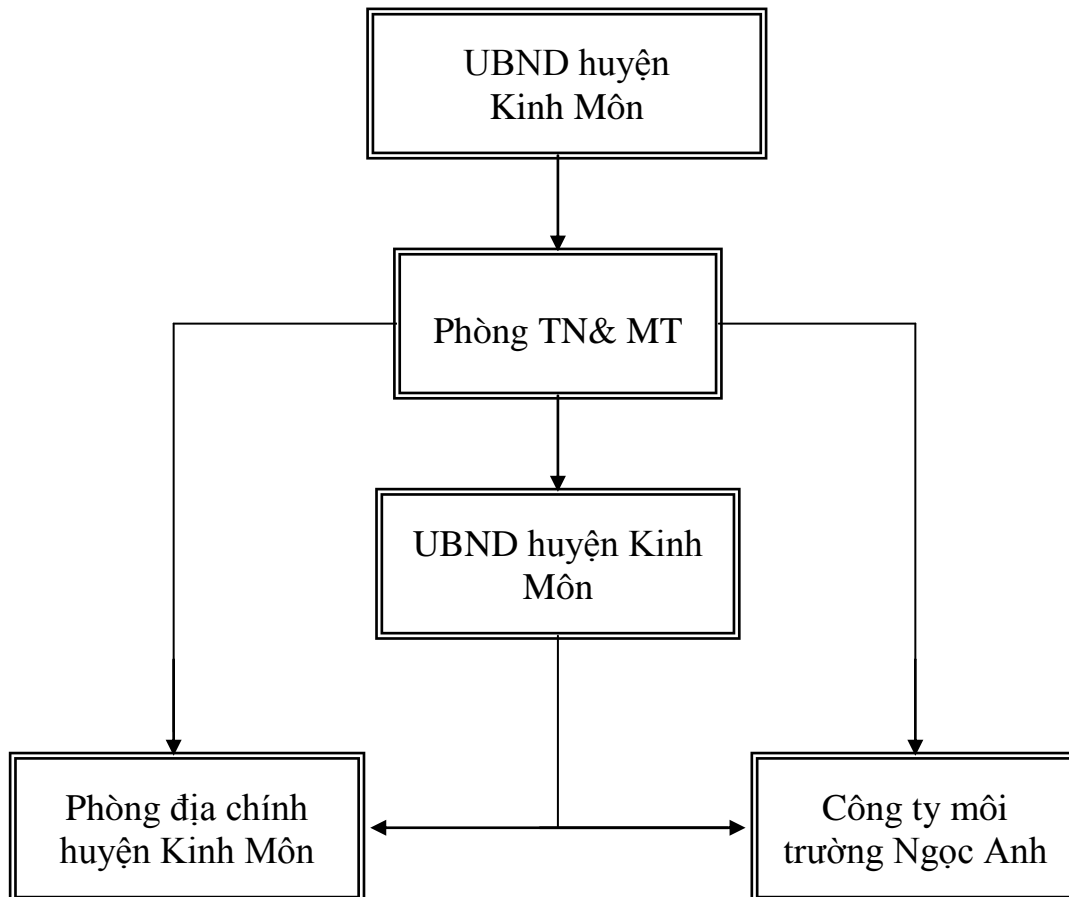 UBND huyện
Kinh Môn
Phòng TN& MT
UBND huyện Kinh
Môn
Phòng địa chính
huyện Kinh Môn
Công ty môi
trường Ngọc Anh